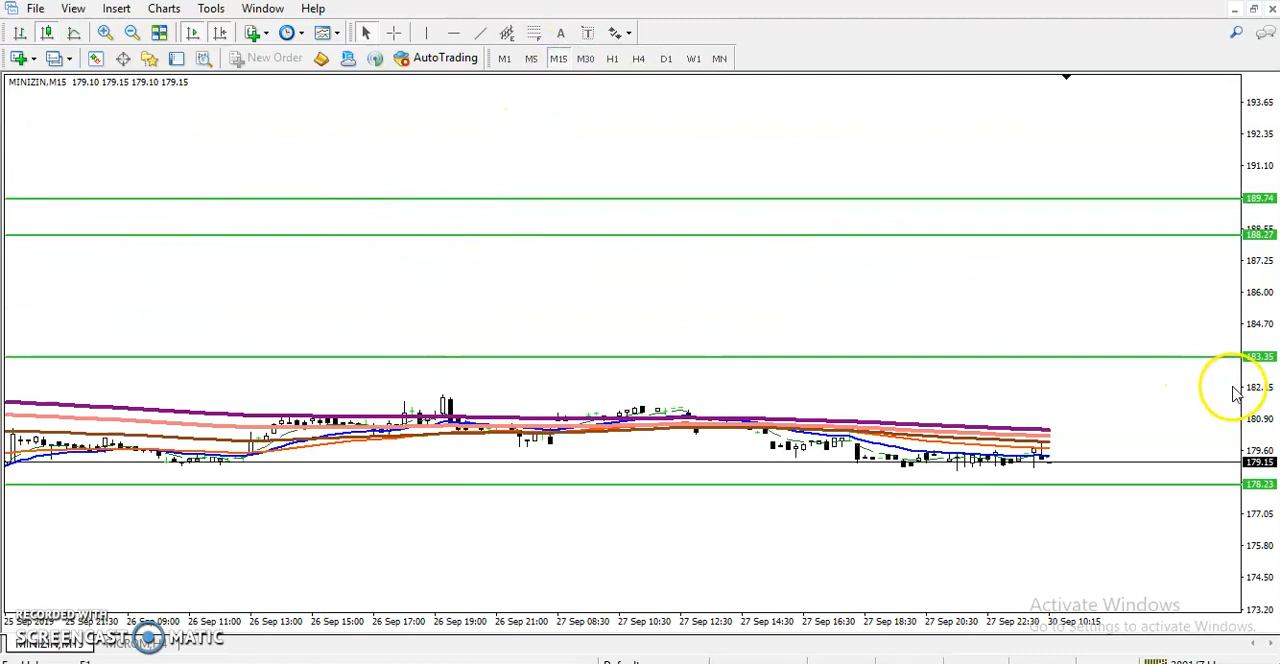 File View Insert Charts Tools Window Help
A T
New Order AutoTrading M1 M5 M15 M30 H1 H4 D1 W1 MN
MINIZIN,M15 179.10 179.15 179.10 179.15
193.65
192.35
191.10
189.74
188.55
188.27
187.25
186.00
184.70
183.35
180.90
179.60
179.15
178.23
177.05
175.80
174.50
173.20
Activate Windows
Go to Settings to activate Windows.
RECORDED WITH
SCREENCAST MATIC
25 Sep 2019 25 Sep 21:30 26 Sep 09:00 26 Sep 11:00 26 Sep 13:00 26 Sep 15:00 26 Sep 17:00 26 Sep 19:00 26 Sep 21:00 27 Sep 08:30 27 Sep 10:30 27 Sep 12:30 27 Sep 14:30 27 Sep 16:30 27 Sep 18:30 27 Sep 20:30 27 Sep 22:30 30 Sep 10:15
MINIZIN,M15